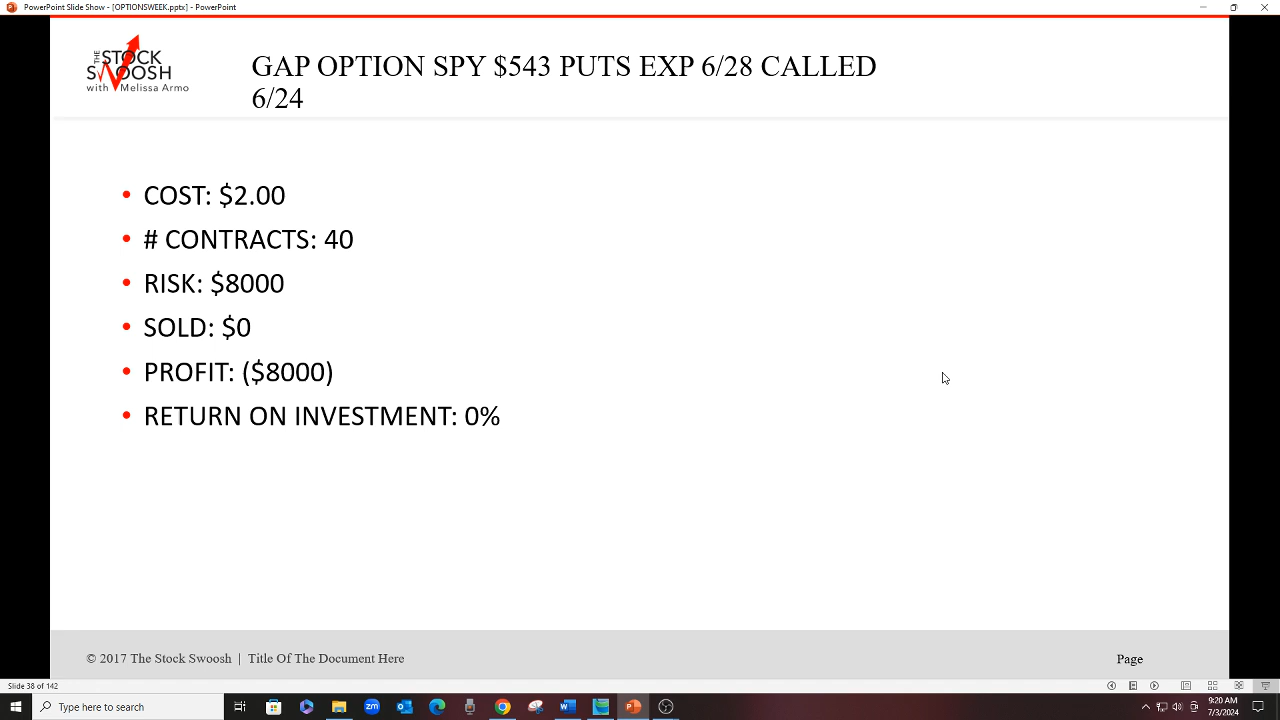 PowerPoint Slide Show - [OPTIONSWEEK.pptx] - PowerPoint
THE
STOCK
SWOOSH
with Melissa Armo
GAP OPTION SPY $543 PUTS EXP 6/28 CALLED
6/24
• COST: $2.00
• # CONTRACTS: 40
• RISK: $8000
• SOLD: $0
• PROFIT: ($8000)
• RETURN ON INVESTMENT: 0%
© 2017 The Stock Swoosh | Title Of The Document Here
Page
Slide 38 of 142
Type here to search
9:20 AM
7/3/2024